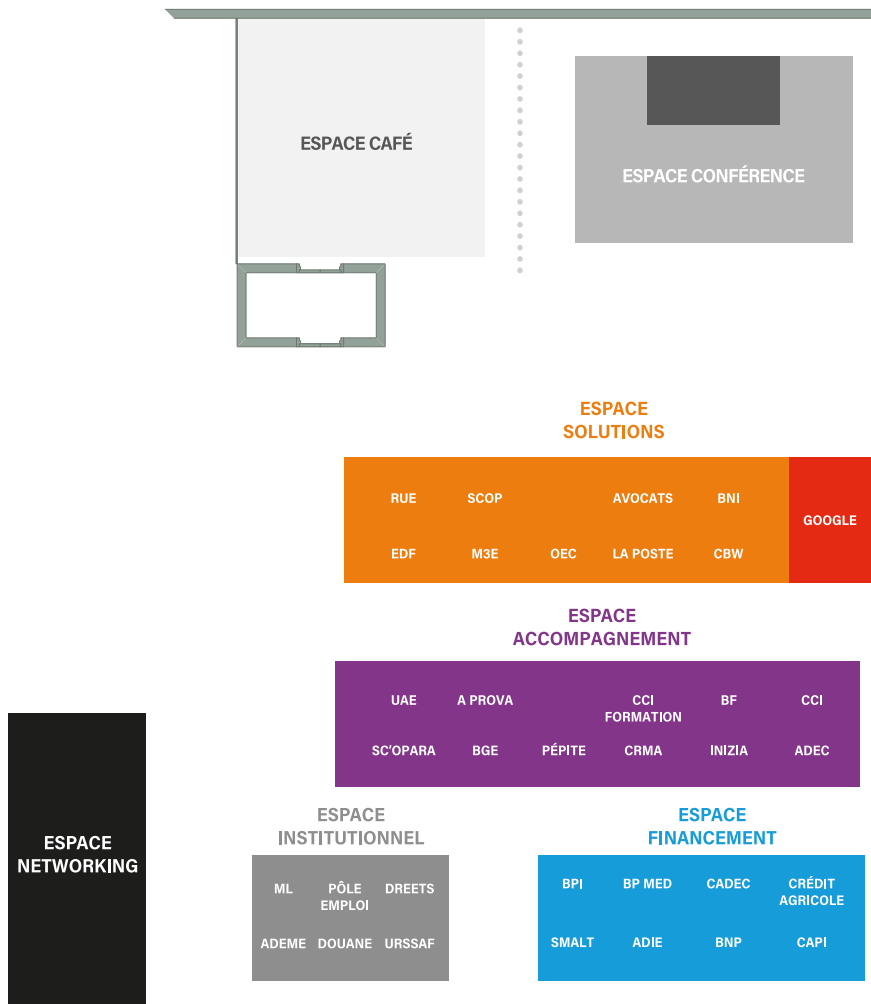 ESPACE CAFÉ
ESPACE CONFÉRENCE
ESPACE
SOLUTIONS
RUE SCOP AVOCATS BNI
GOOGLE
EDF M3E OEC LA POSTE CBW
ESPACE
ACCOMPAGNEMENT
UAE A PROVA CCI FORMATION BF CCI
SC'OPARA BGE PÉPITE CRMA INIZIA ADEC
ESPACE
NETWORKING
ESPACE
INSTITUTIONNEL
ML PÔLE EMPLOI DREETS
ADEME DOUANE URSSAF
ESPACE
FINANCEMENT
BPI BP MED CADEC CRÉDIT AGRICOLE
SMALT ADIE BNP CAPI